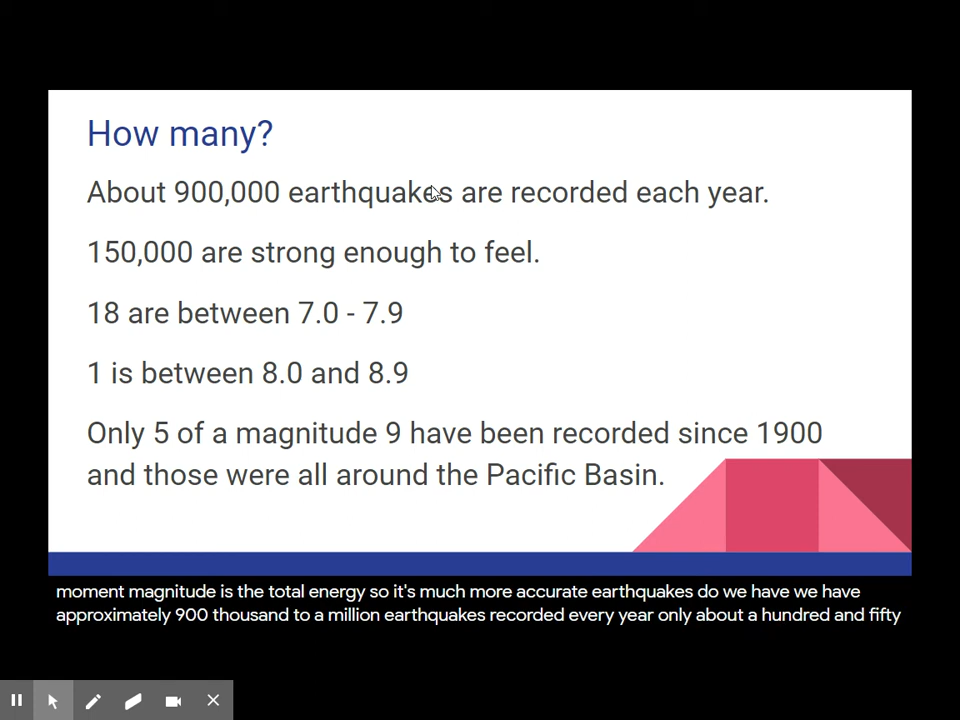 How many?
About 900,000 earthquakes are recorded each year.
150,000 are strong enough to feel.
18 are between 7.0 - 7.9
1 is between 8.0 and 8.9
Only 5 of a magnitude 9 have been recorded since 1900
and those were all around the Pacific Basin.
moment magnitude is the total energy so it's much more accurate earthquakes do we have we have
approximately 900 thousand to a million earthquakes recorded every year only about a hundred and fifty